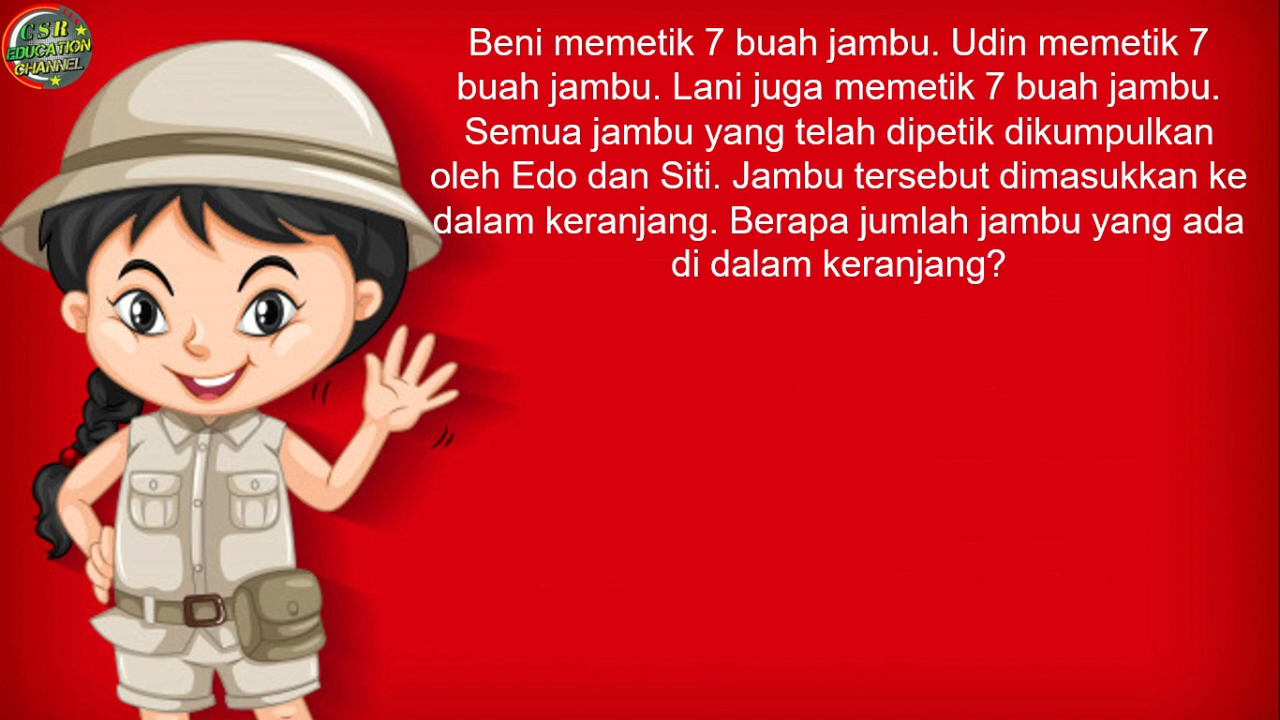 GSR
EDUCATION
CHANNEL
Beni memetik 7 buah jambu. Udin memetik 7
buah jambu. Lani juga memetik 7 buah jambu.
Semua jambu yang telah dipetik dikumpulkan
oleh Edo dan Siti. Jambu tersebut dimasukkan ke
dalam keranjang. Berapa jumlah jambu yang ada
di dalam keranjang?